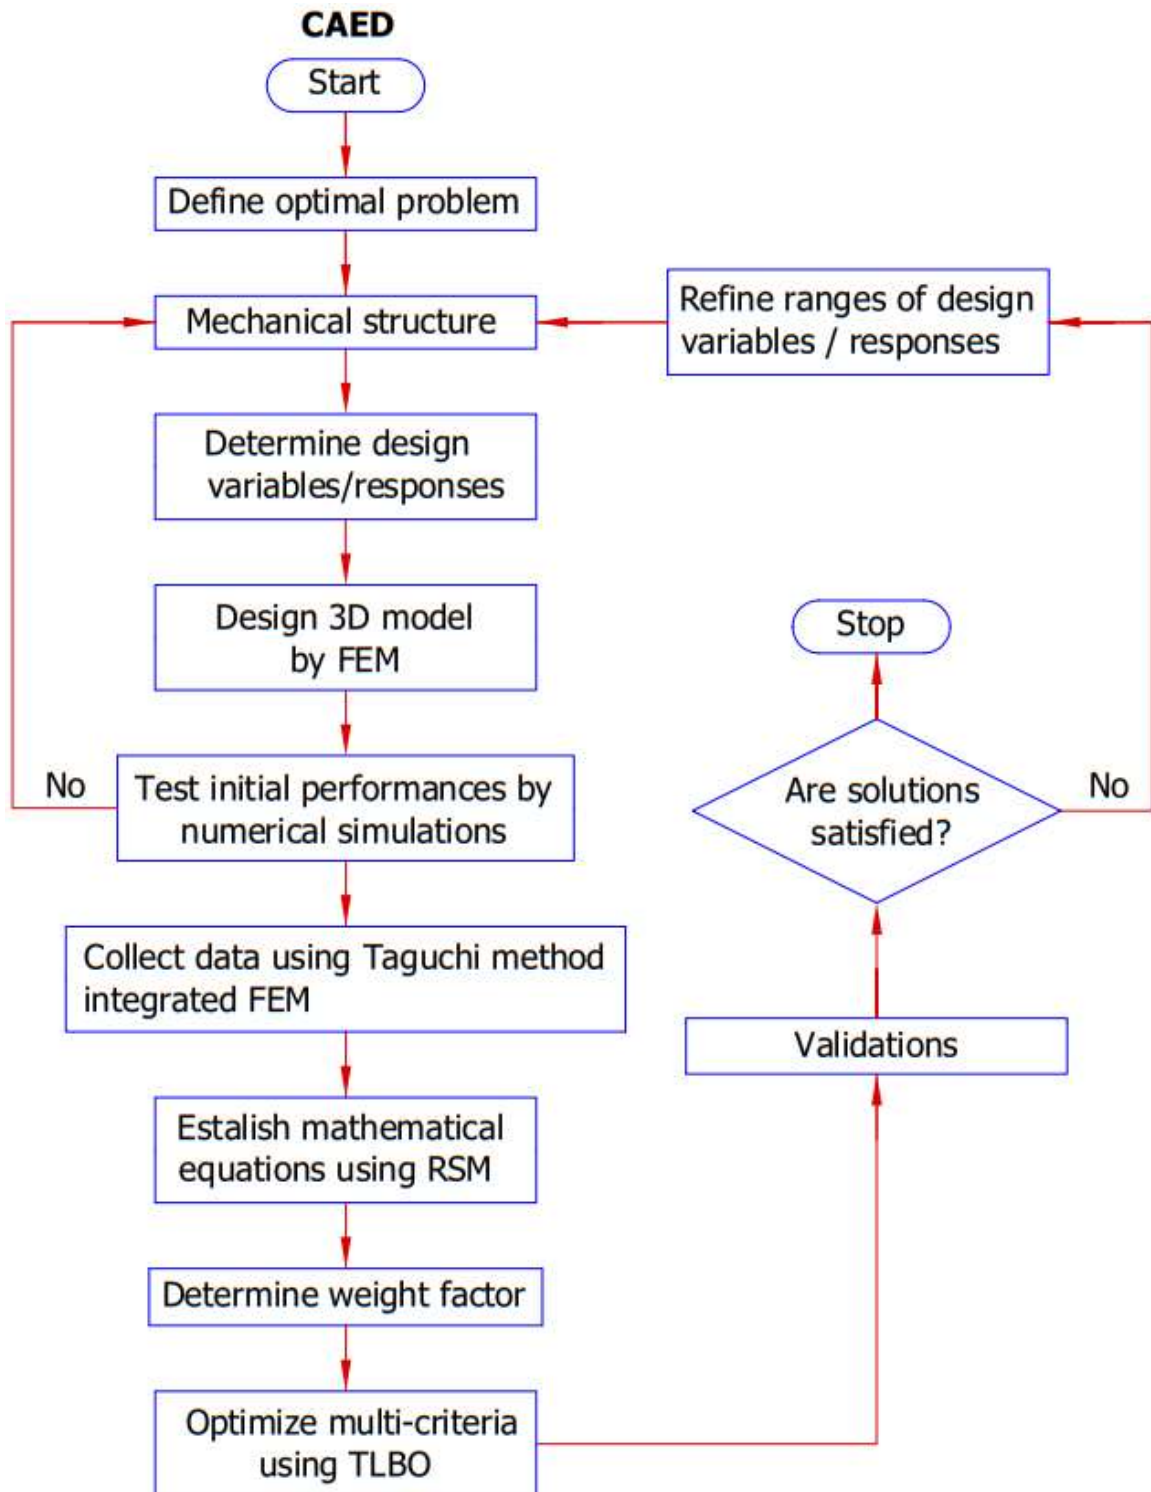 CAED
Start
Define optimal problem
Mechanical structure
Refine ranges of design
variables / responses
Determine design
variables/responses
Design 3D model
by FEM
Stop
No
Test initial performances by
numerical simulations
Are solutions
satisfied?
No
Collect data using Taguchi method
integrated FEM
Validations
Estalish mathematical
equations using RSM
Determine weight factor
Optimize multi-criteria
using TLBO